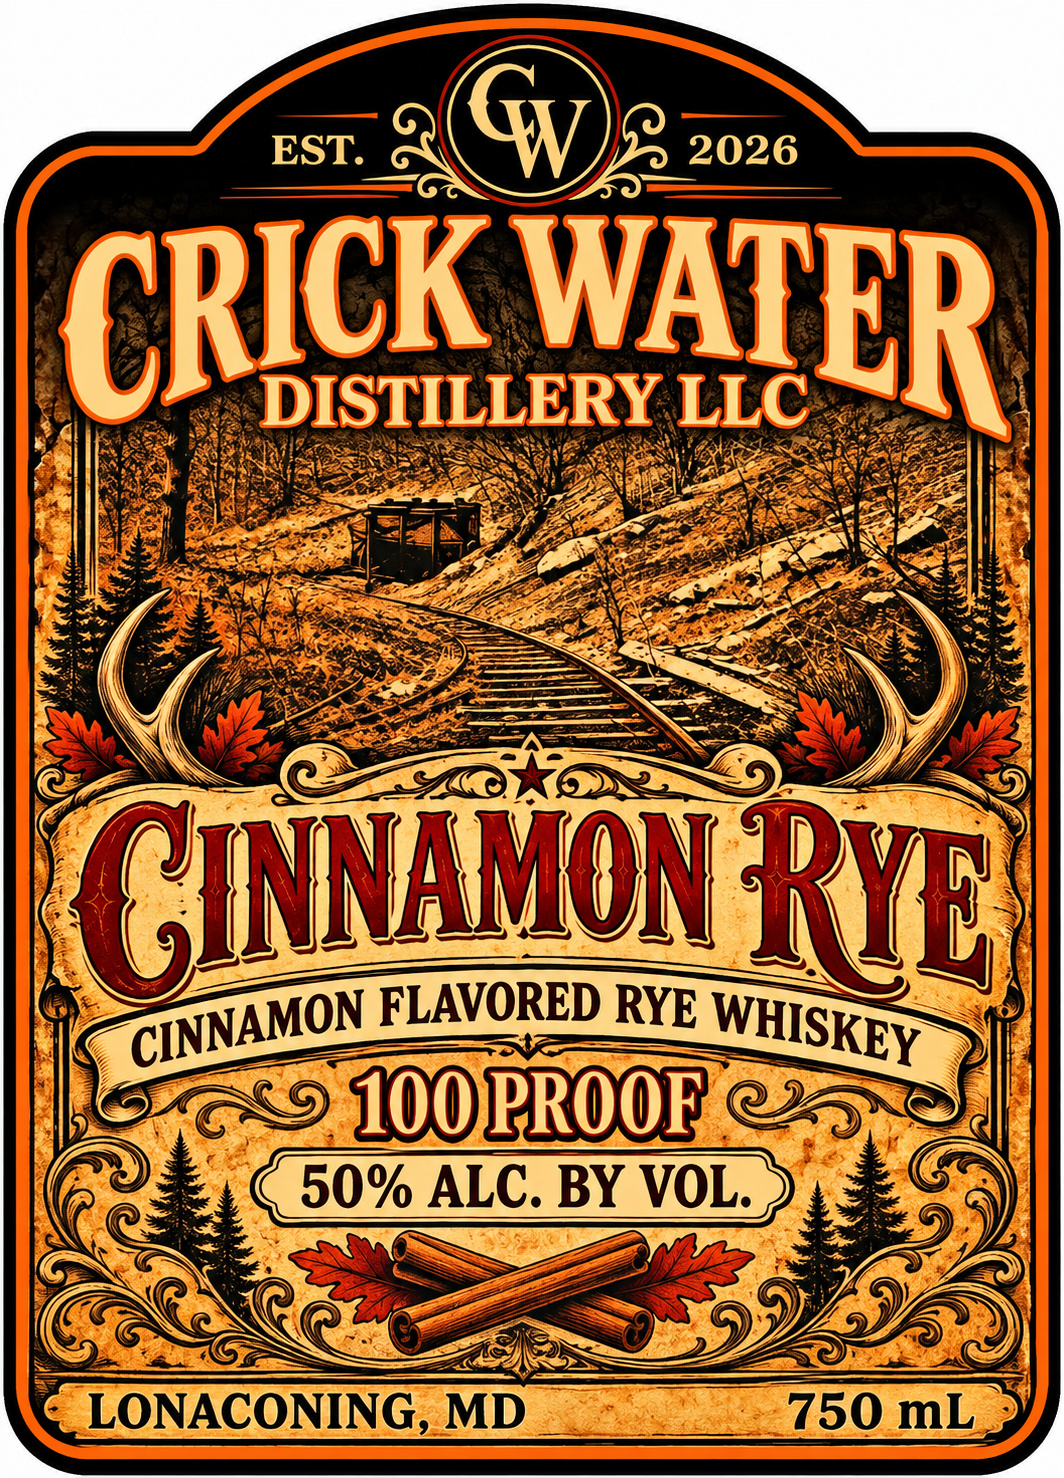 CW
EST. 2026
CRICK WATER
DISTILLERY LLC
CINNAMON RYE
CINNAMON FLAVORED RYE WHISKEY
100 PROOF
50% ALC. BY VOL.
LONACONING, MD 750 mL